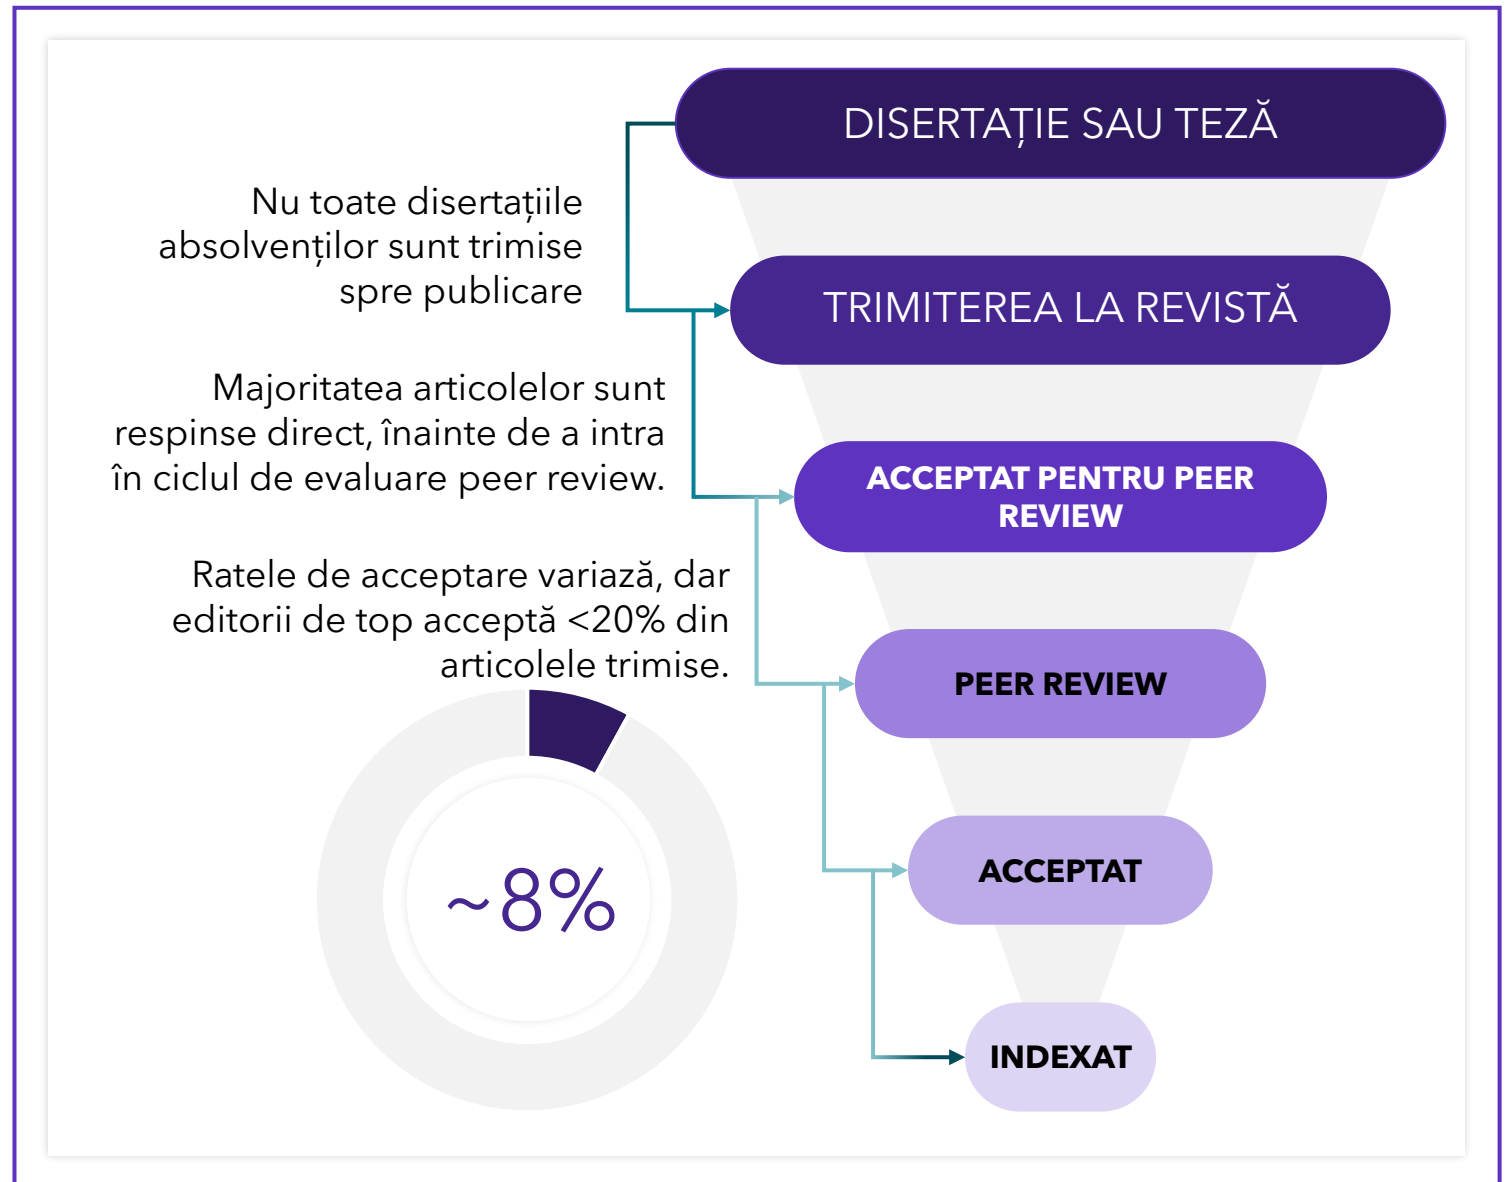 DISERTAȚIE SAU TEZĂ
Nu toate disertațiile
absolvenților sunt trimise
spre publicare
TRIMITEREA LA REVISTĂ
Majoritatea articolelor sunt
respinse direct, înainte de a intra
în ciclul de evaluare peer review.
ACCEPTAT PENTRU PEER
REVIEW
Ratele de acceptare variază, dar
editorii de top acceptă <20% din
articolele trimise.
PEER REVIEW
~8%
ACCEPTAT
INDEXAT